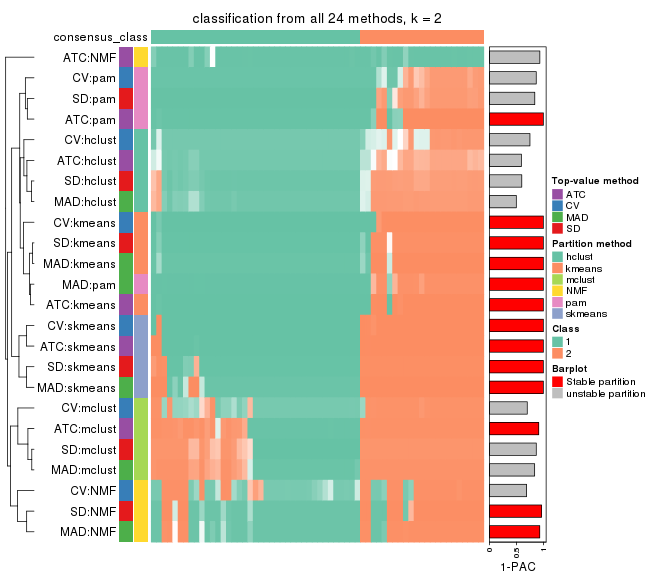 classification from all 24 methods, k = 2
consensus_class
ATC:NMF
CV:pam
SD:pam
ATC:pam
CV:hclust
ATC:hclust
SD:hclust
MAD:hclust
CV:kmeans
SD:kmeans
MAD:kmeans
MAD:pam
ATC:kmeans
CV:skmeans
ATC:skmeans
SD:skmeans
MAD:skmeans
CV:mclust
ATC:mclust
SD:mclust
MAD:mclust
CV:NMF
SD:NMF
MAD:NMF
0 0.5 1
1-PAC
Top-value method
ATC
CV
MAD
SD
Partition method
hclust
kmeans
mclust
NMF
pam
skmeans
Class
1
2
Barplot
Stable partition
unstable partition